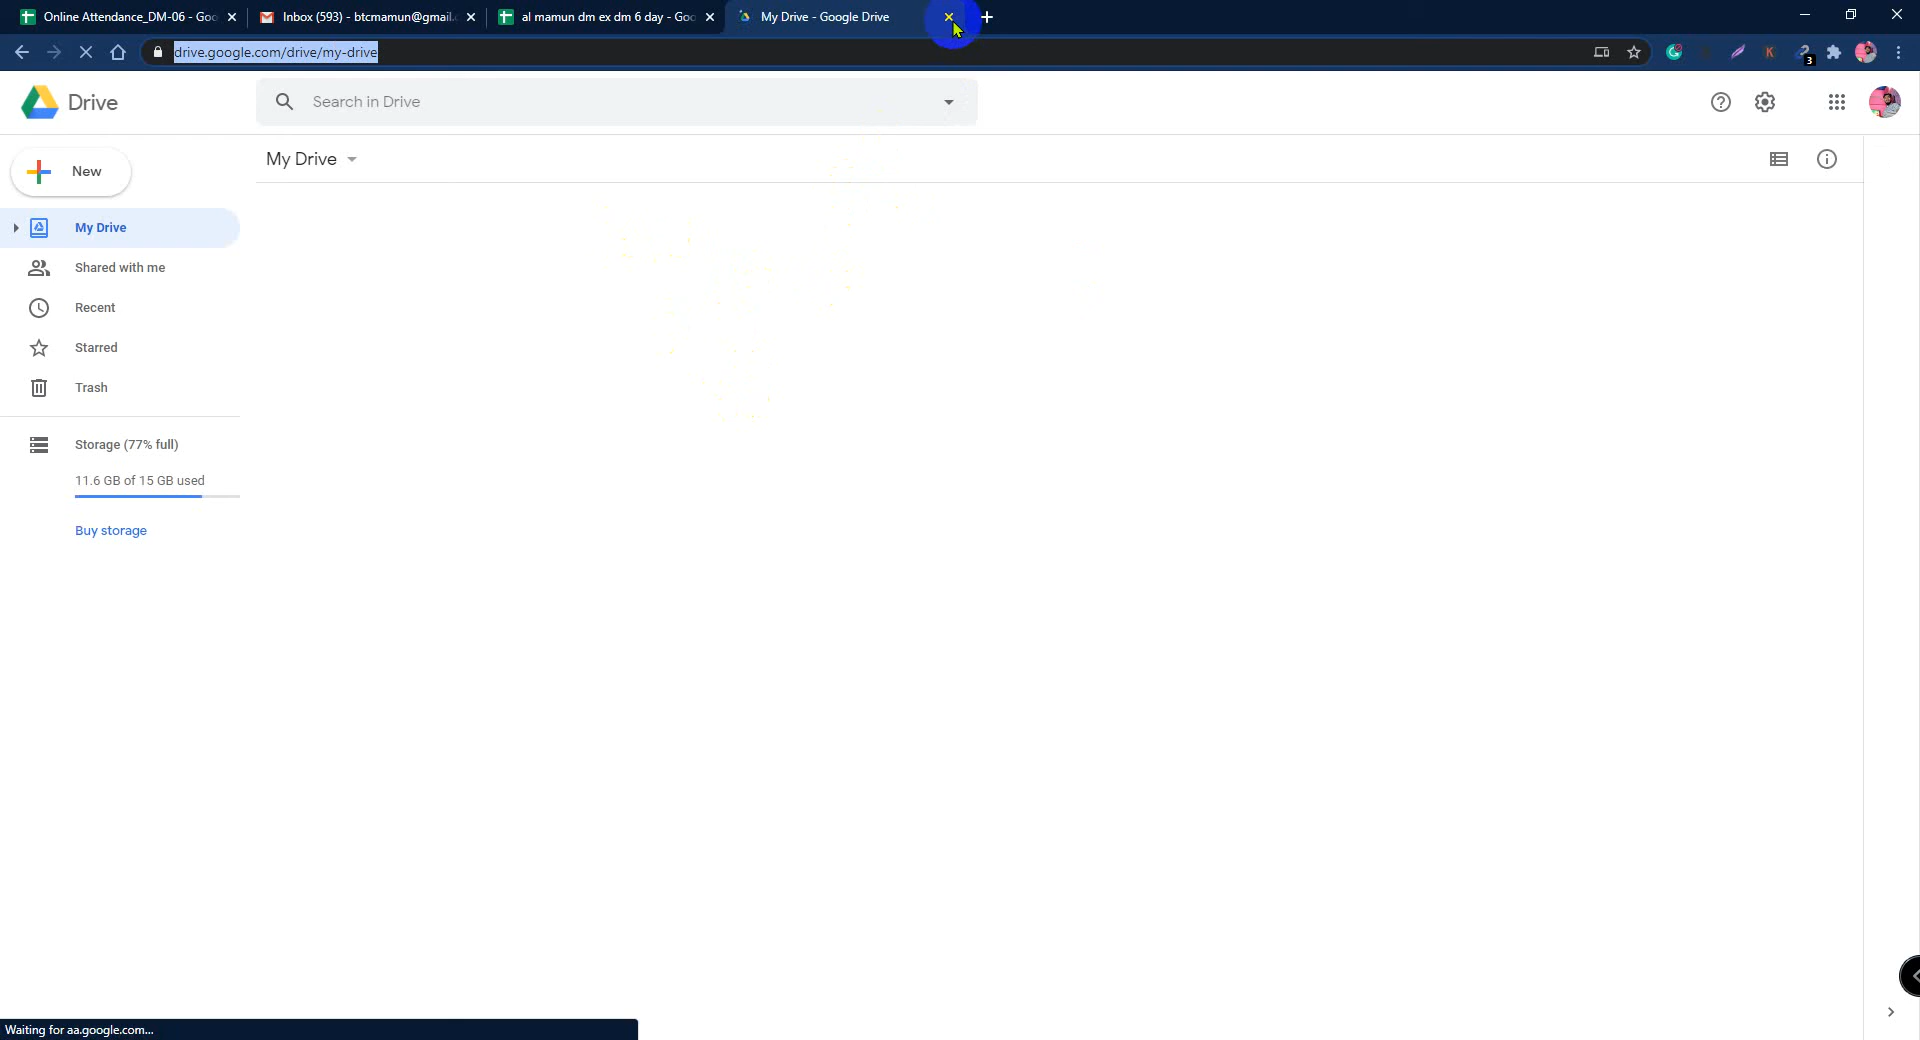 Online Attendance_DM-06 - Goo
Inbox (593) - btcmamun@gmail.c
al mamun dm ex dm 6 day - Goo
My Drive - Google Drive
drive.google.com/drive/my-drive
K
3
Drive
Search in Drive
New
My Drive
My Drive
Shared with me
Recent
Starred
Trash
Storage (77% full)
11.6 GB of 15 GB used
Buy storage
Waiting for aa.google.com...